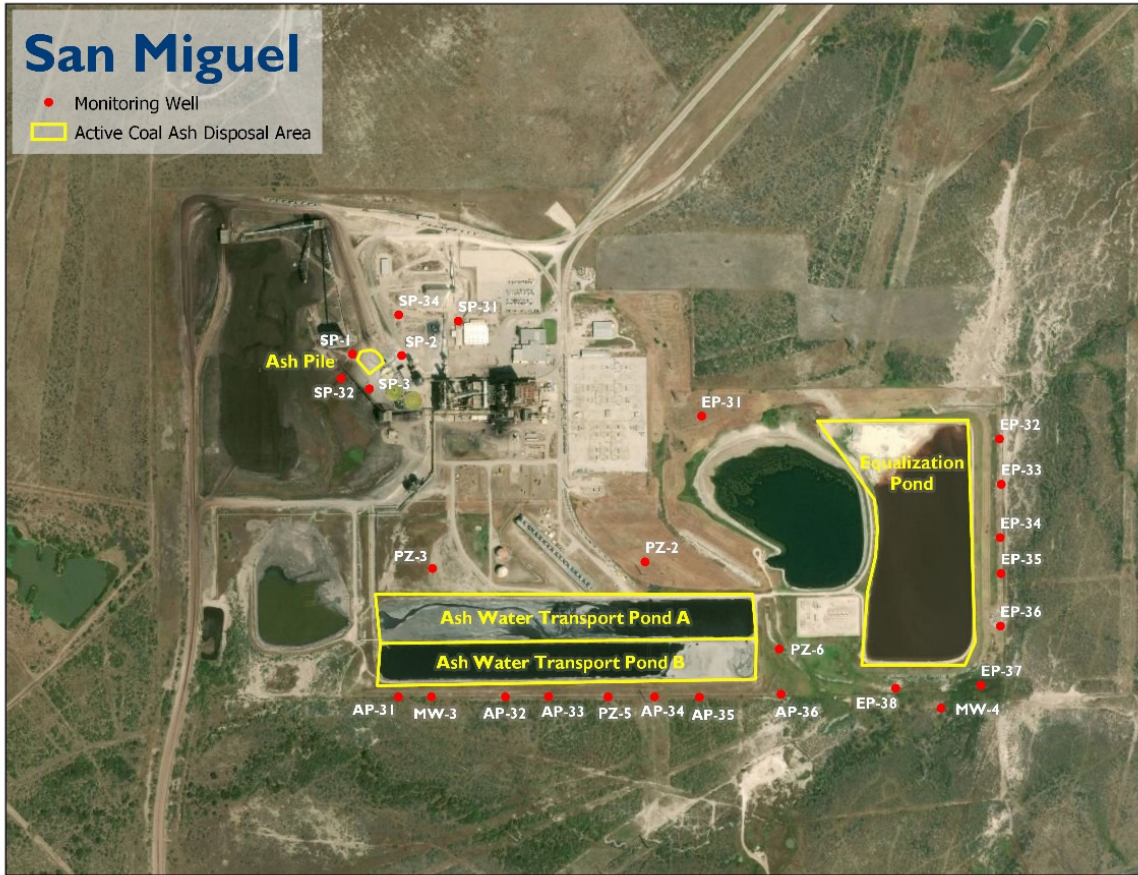 San Miguel
Monitoring Well
Active Coal Ash Disposal Area
SP-34
SP-31
SP-1
SP-2
Ash Pile
SP-32
SP-3
EP-31
EP-32
Equalization
Pond
EP-33
EP-34
EP-35
PZ-3
PZ-2
Ash Water Transport Pond A
EP-36
Ash Water Transport Pond B
PZ-6
EP-37
EP-38
MW-4
AP-31
MW-3
AP-32
AP-33
PZ-5
AP-34
AP-35
AP-36